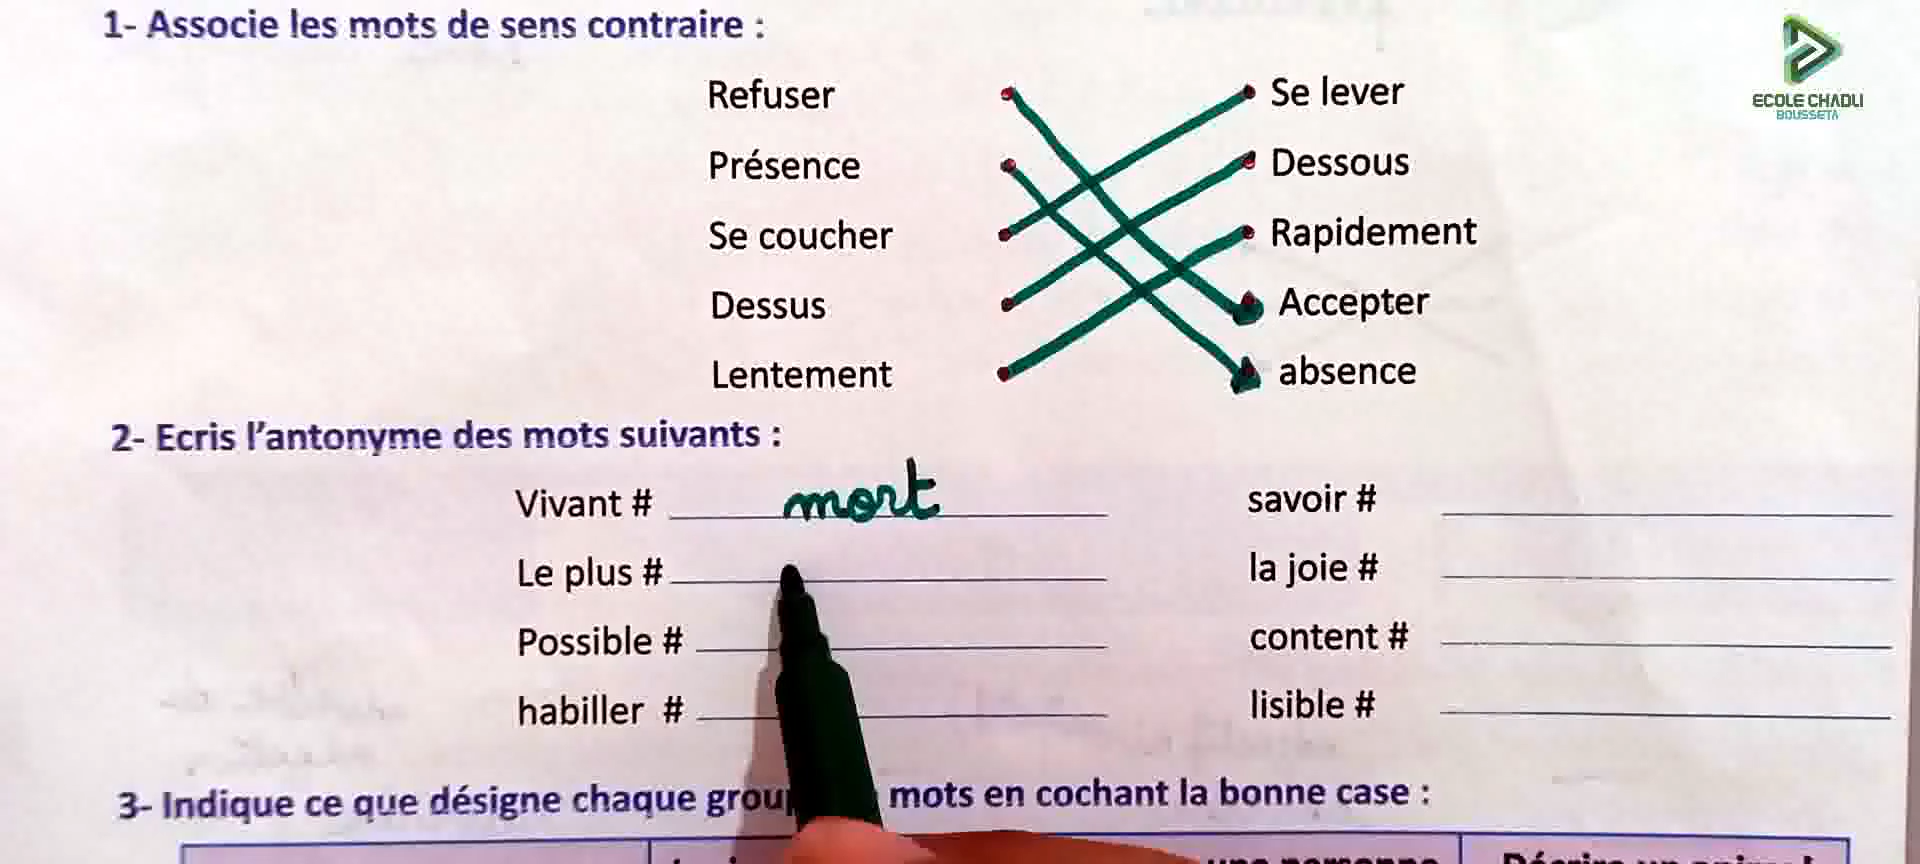 1- Associe les mots de sens contraire :
ECOLE CHADLI
BOUSSETA
Refuser Se lever
Présence Dessous
Se coucher Rapidement
Dessus Accepter
Lentement absence
2- Ecris l'antonyme des mots suivants :
Vivant # mort savoir #
Le plus # la joie #
Possible # content #
habiller # lisible #
3- Indique ce que désigne chaque mots en cochant la bonne case :
une personne